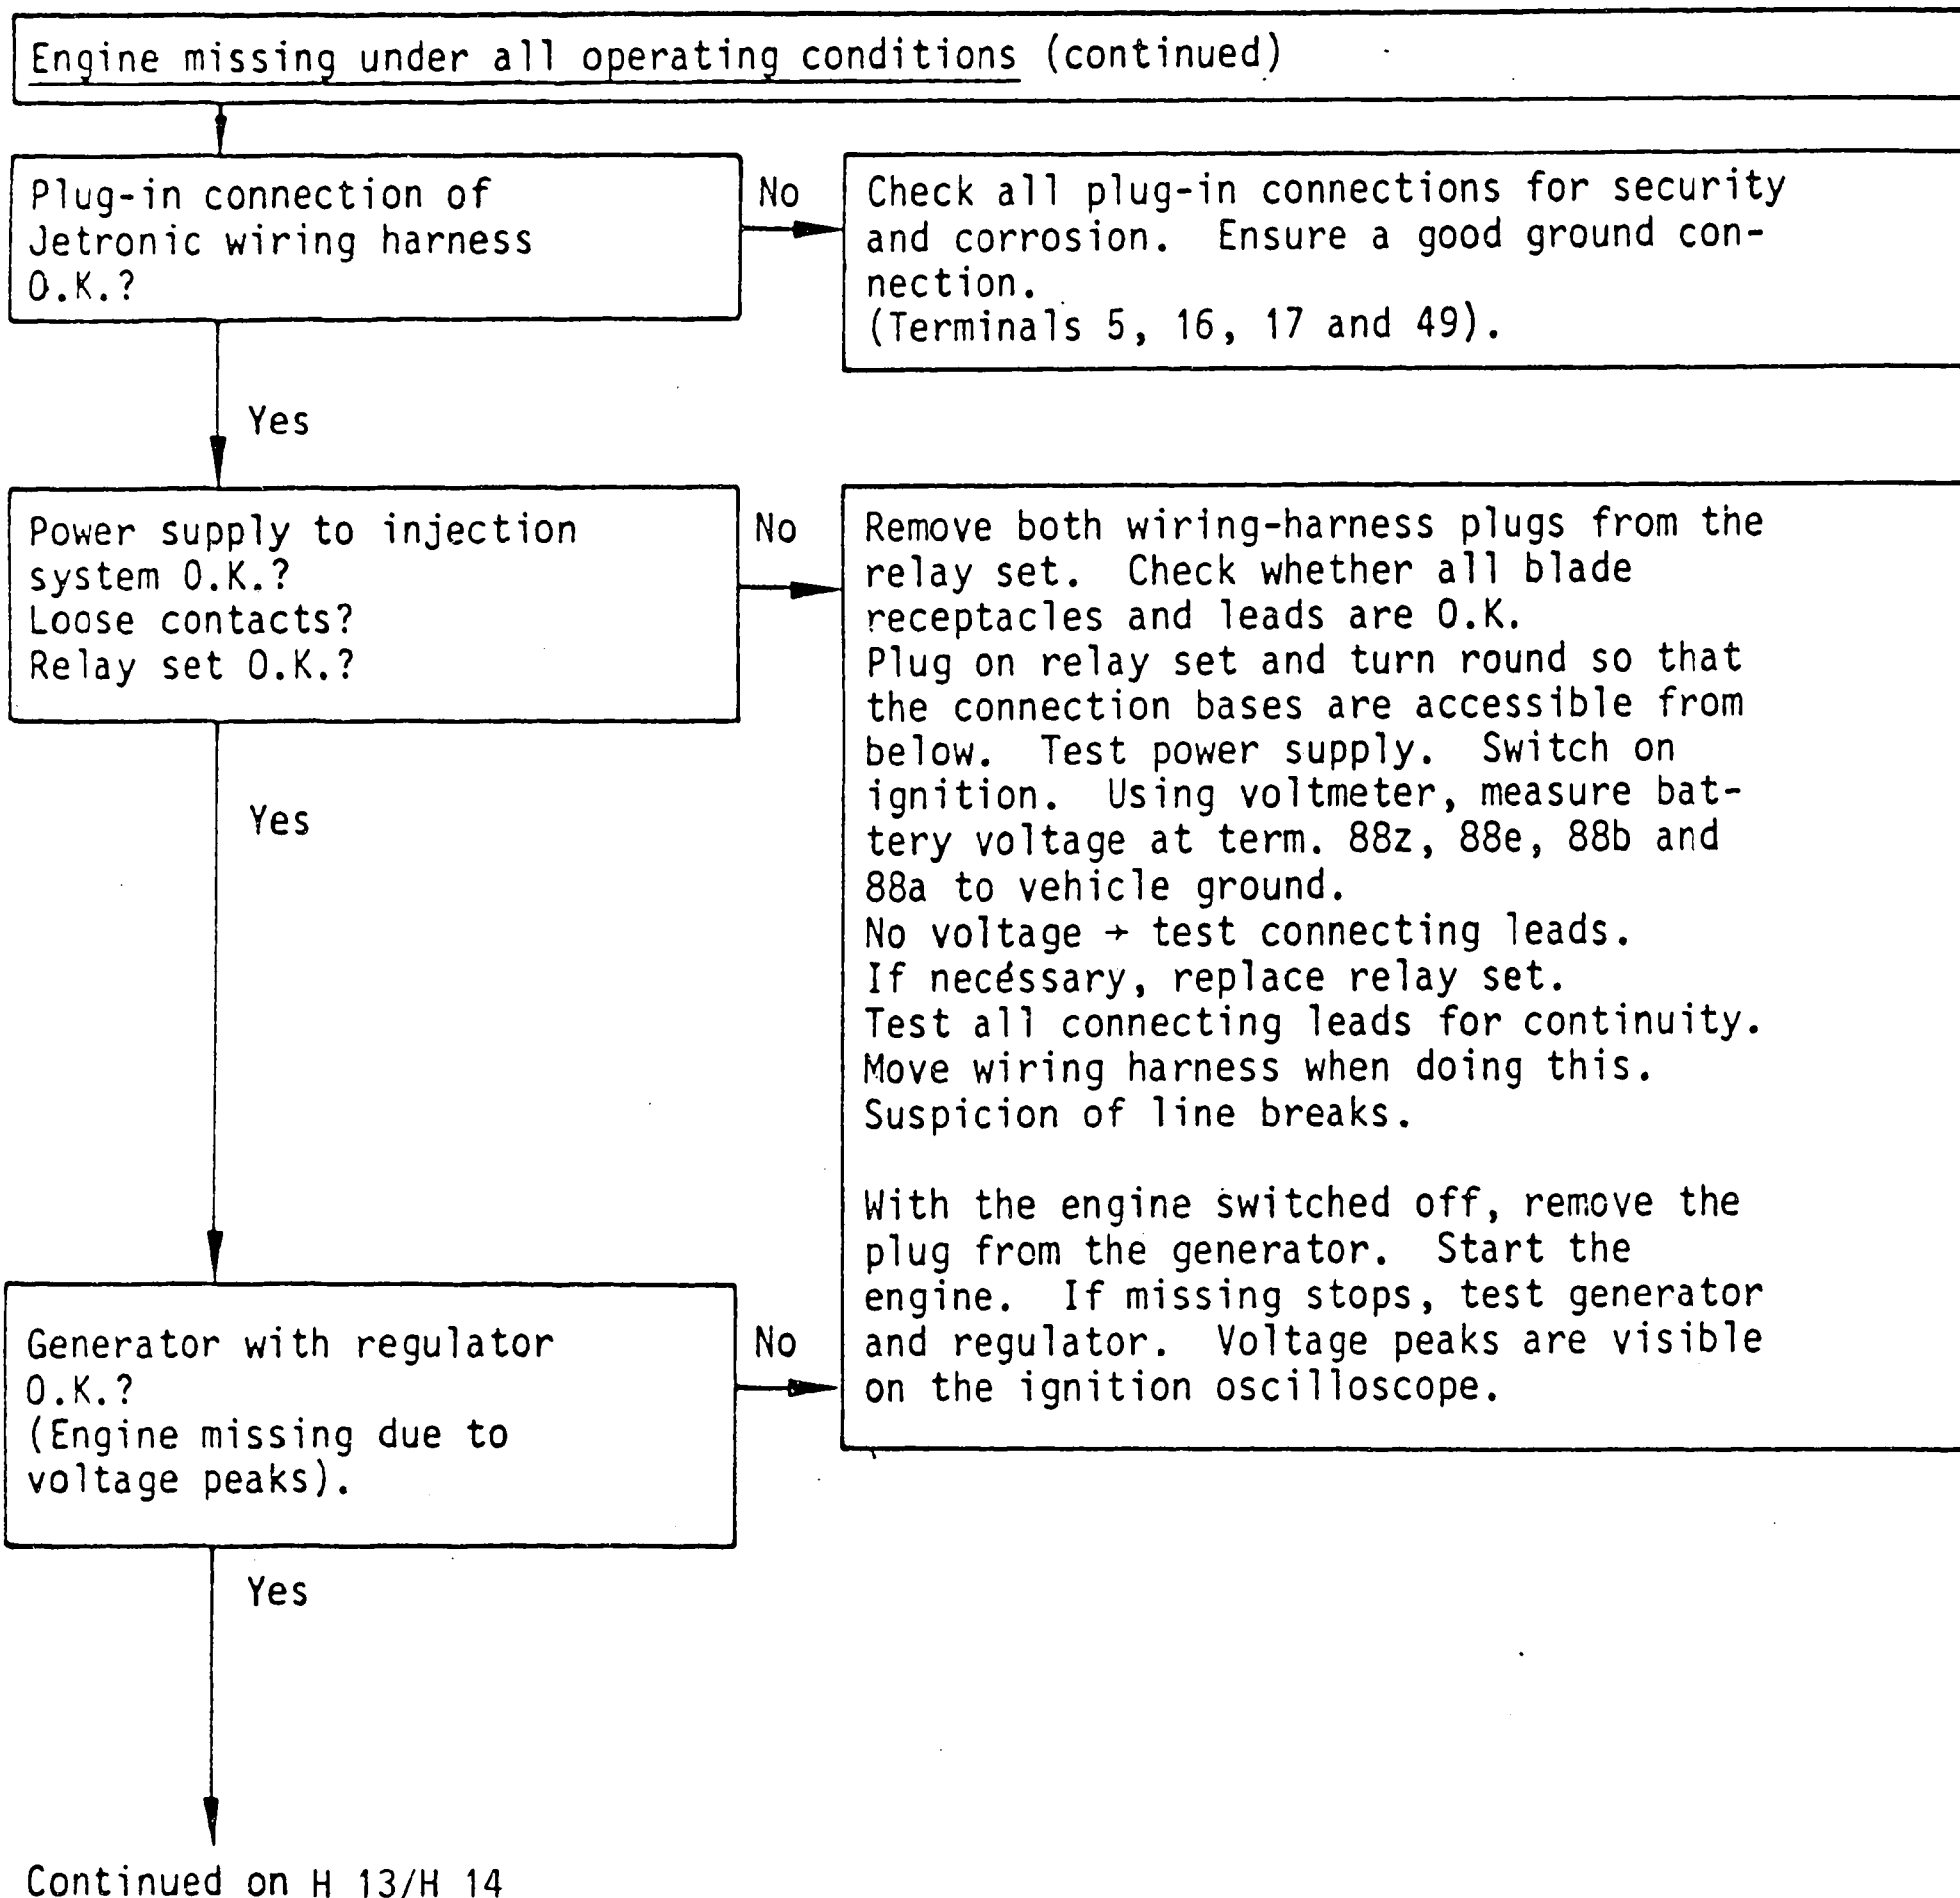 Engine missing under all operating conditions (continued)
Plug-in connection of
Jetronic wiring harness
O.K.?
No
Check all plug-in connections for security
and corrosion. Ensure a good ground con-
nection.
(Terminals 5, 16, 17 and 49).
Yes
Power supply to injection
system O.K.?
Loose contacts?
Relay set O.K.?
No
Remove both wiring-harness plugs from the
relay set. Check whether all blade
receptacles and leads are O.K.
Plug on relay set and turn round so that
the connection bases are accessible from
below. Test power supply. Switch on
ignition. Using voltmeter, measure bat-
tery voltage at term. 88z, 88e, 88b and
88a to vehicle ground.
No voltage → test connecting leads.
If necessary, replace relay set.
Test all connecting leads for continuity.
Move wiring harness when doing this.
Suspicion of line breaks.
Yes
Generator with regulator
O.K.?
(Engine missing due to
voltage peaks).
No
With the engine switched off, remove the
plug from the generator. Start the
engine. If missing stops, test generator
and regulator. Voltage peaks are visible
on the ignition oscilloscope.
Yes
Continued on H 13/H 14